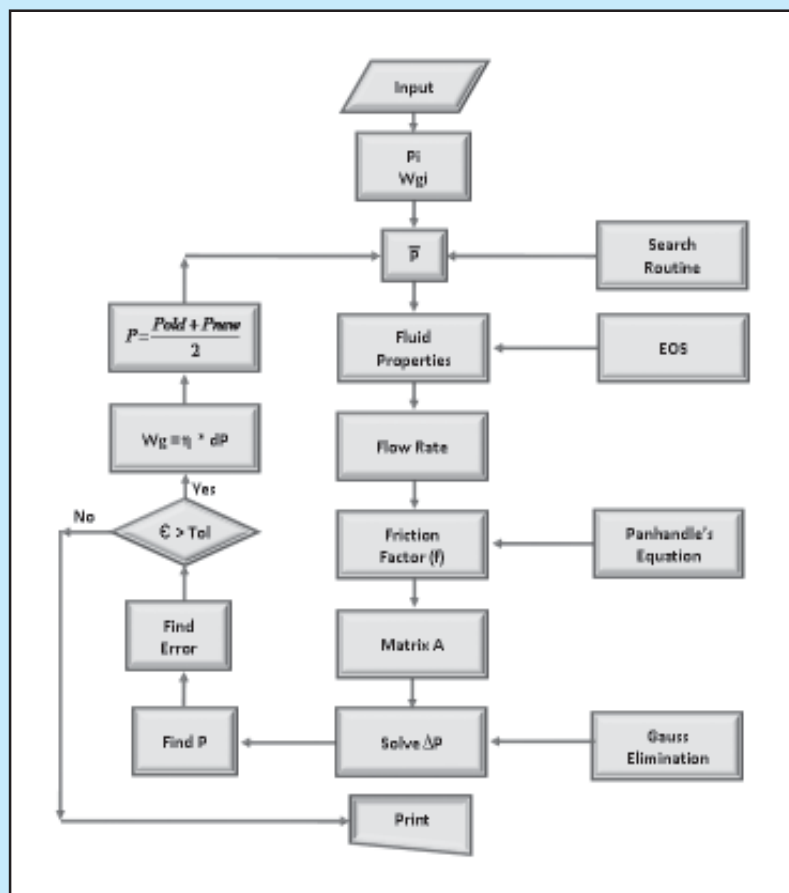 Input
Pi
Wgi
P̅
Search
Routine
P=Pold+Pnew/2
Fluid
Properties
EOS
Wg = η * dP
Flow Rate
Yes
No
Є > Tol
Friction
Factor (f)
Panhandle's
Equation
Find
Error
Matrix A
Find P
Solve ΔP
Gauss
Elimination
Print